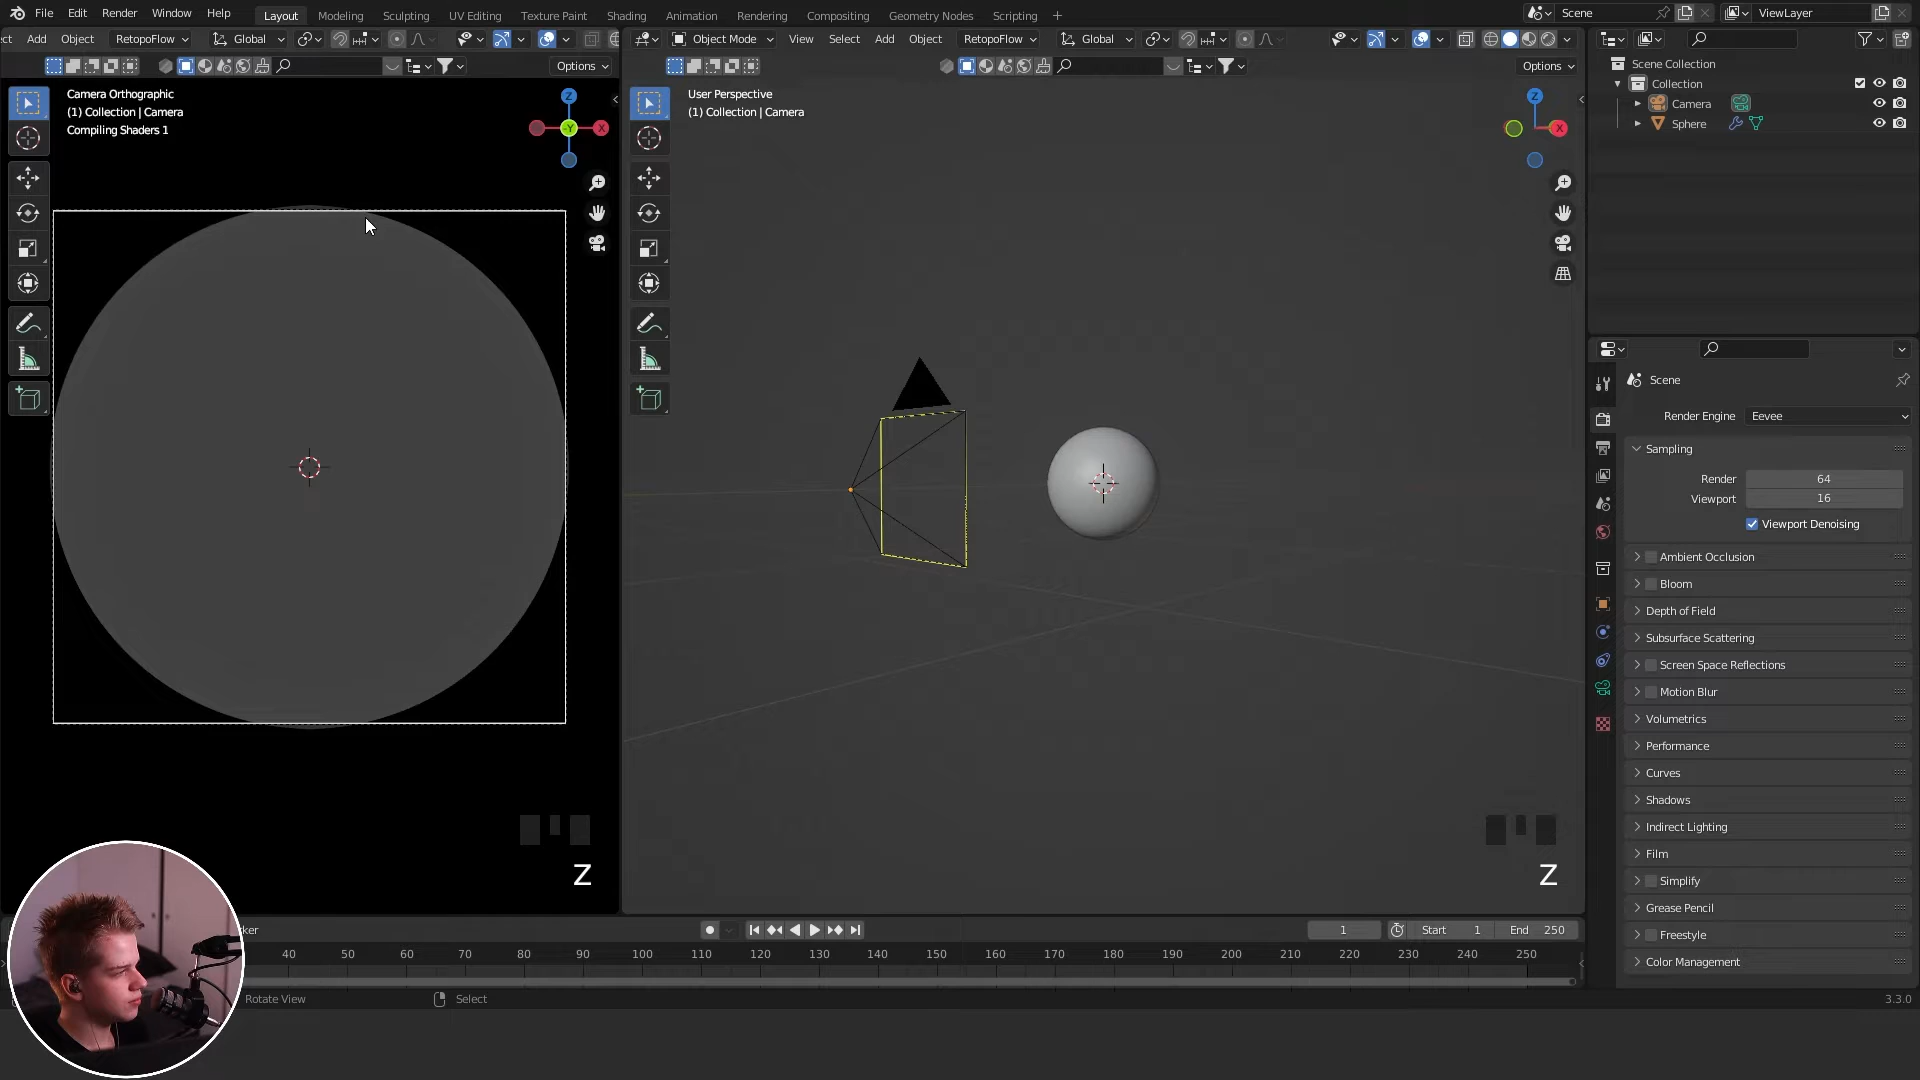 File Edit Render Window Help Layout Modeling Sculpting UV Editing Texture Paint Shading Animation Rendering Compositing Geometry Nodes Scripting + Scene ViewLayer
ct Add Object RetopoFlow Global
Object Mode View Select Add Object RetopoFlow Global
Options
Options
Camera Orthographic
(1) Collection | Camera
Compiling Shaders 1
Z
-Y
X
User Perspective
(1) Collection | Camera
Z
X
Scene Collection
Collection
Camera
Sphere
Scene
Render Engine Eevee
Sampling
Render 64
Viewport 16
Viewport Denoising
Ambient Occlusion
Bloom
Depth of Field
Subsurface Scattering
Screen Space Reflections
Motion Blur
Volumetrics
Performance
Curves
Shadows
Indirect Lighting
Film
Simplify
Grease Pencil
Freestyle
Color Management
Z
Z
ker
1 Start 1 End 250
40 50 60 70 80 90 100 110 120 130 140 150 160 170 180 190 200 210 220 230 240 250
Rotate View Select
3.3.0